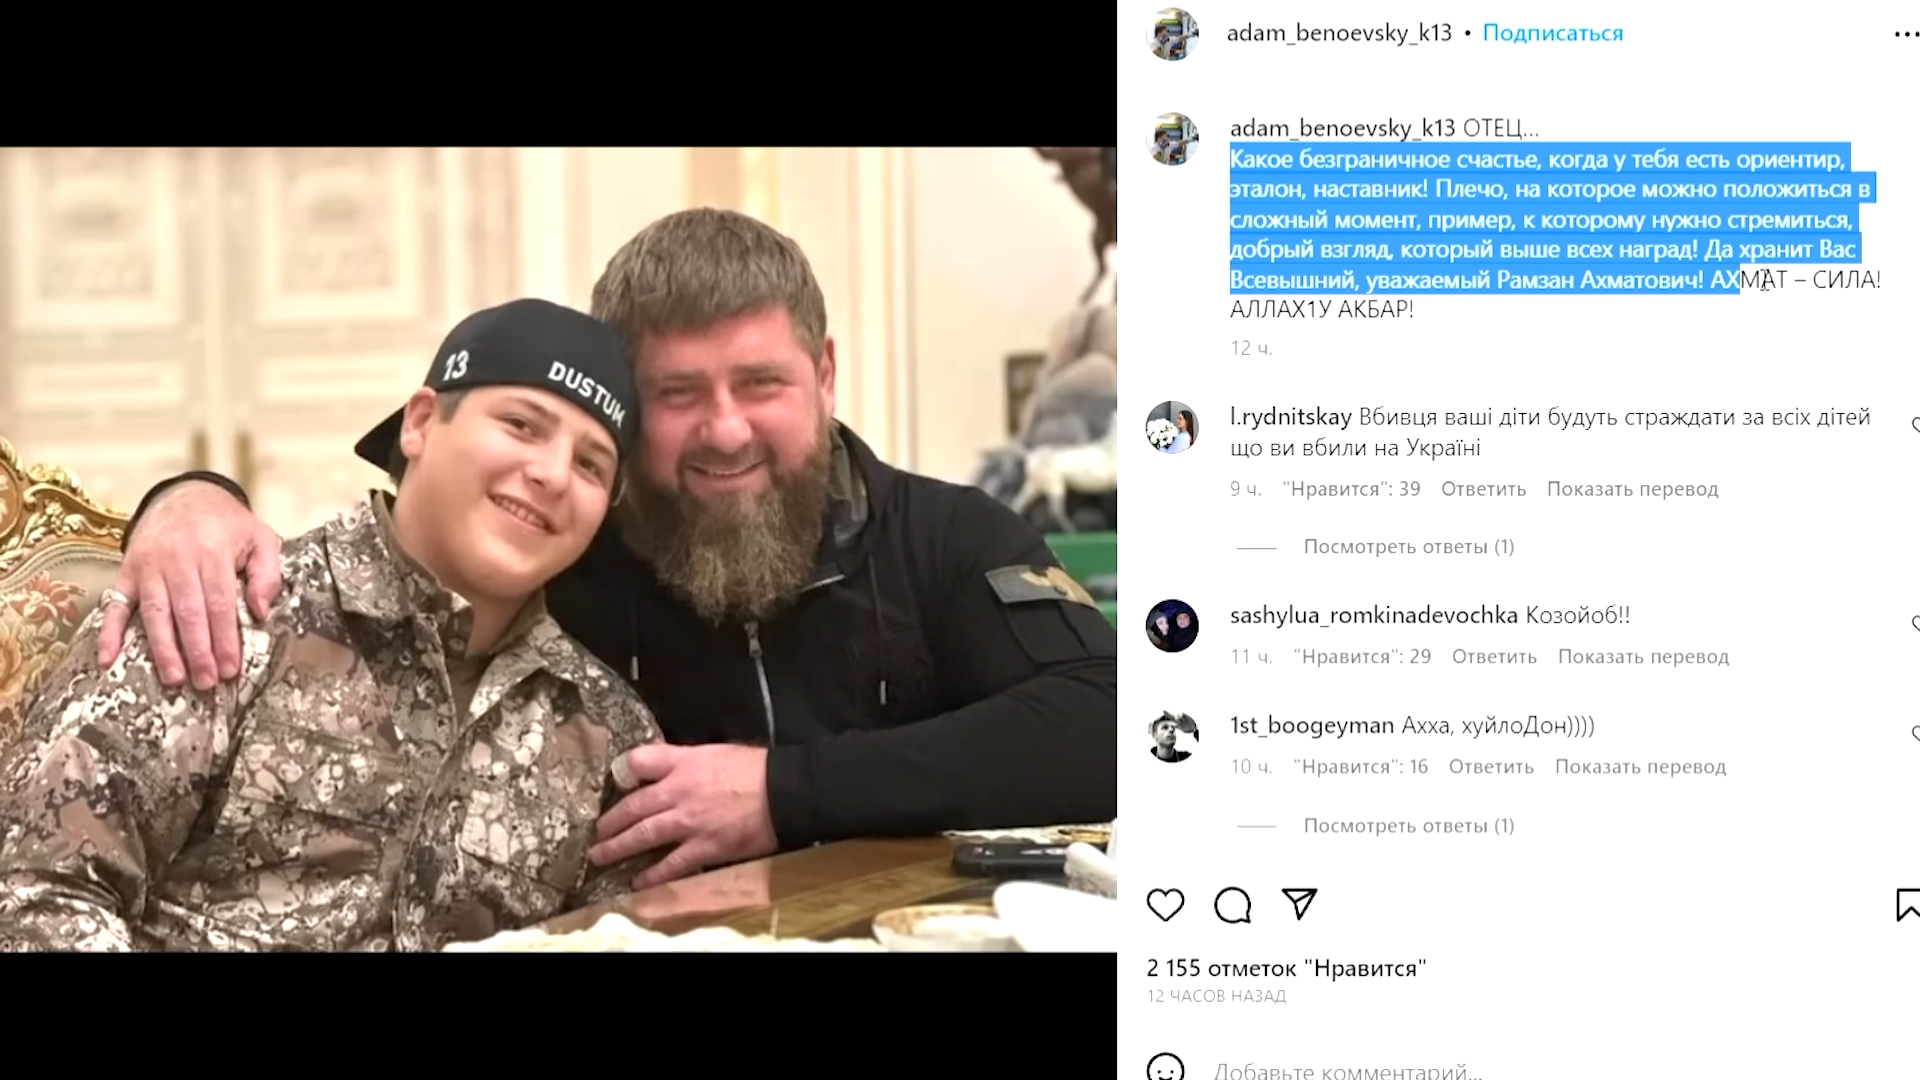 13
DUSTUM
adam_benoevsky_k13 • Подписаться
adam_benoevsky_k13 ОТЕЦ...
Какое безграничное счастье, когда у тебя есть ориентир,
эталон, наставник! Плечо, на которое можно положиться в
сложный момент, пример, к которому нужно стремиться,
добрый взгляд, который выше всех наград! Да хранит Вас
Всевышний, уважаемый Рамзан Ахматович! АХМАТ – СИЛА!
АЛЛАХ1У АКБАР!
12 ч.
l.rydnitskay Вбивця ваші діти будуть страждати за всіх дітей
що ви вбили на Україні
9 ч. "Нравится": 39 Ответить Показать перевод
Посмотреть ответы (1)
sashylua_romkinadevochka Козойоб!!
11 ч. "Нравится": 29 Ответить Показать перевод
1st_boogeyman Ахха, хуйлоДон))))
10 ч. "Нравится": 16 Ответить Показать перевод
Посмотреть ответы (1)
2 155 отметок "Нравится"
12 ЧАСОВ НАЗАД
Добавьте комментарий...